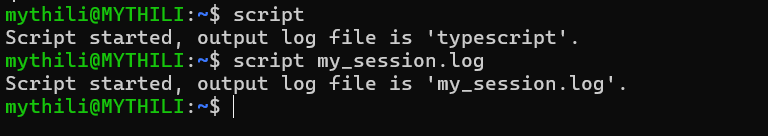 mythili@MYTHILI:~$ script
Script started, output log file is 'typescript'.
mythili@MYTHILI:~$ script my_session.log
Script started, output log file is 'my_session.log'.
mythili@MYTHILI:~$